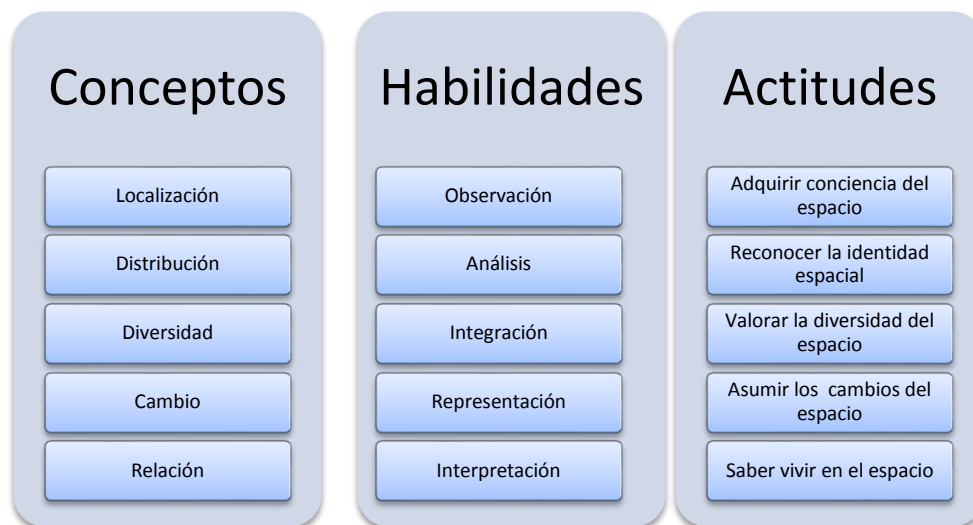 Conceptos
Localización
Distribución
Diversidad
Cambio
Relación
Habilidades
Observación
Análisis
Integración
Representación
Interpretación
Actitudes
Adquirir conciencia del
espacio
Reconocer la identidad
espacial
Valorar la diversidad del
espacio
Asumir los cambios del
espacio
Saber vivir en el espacio